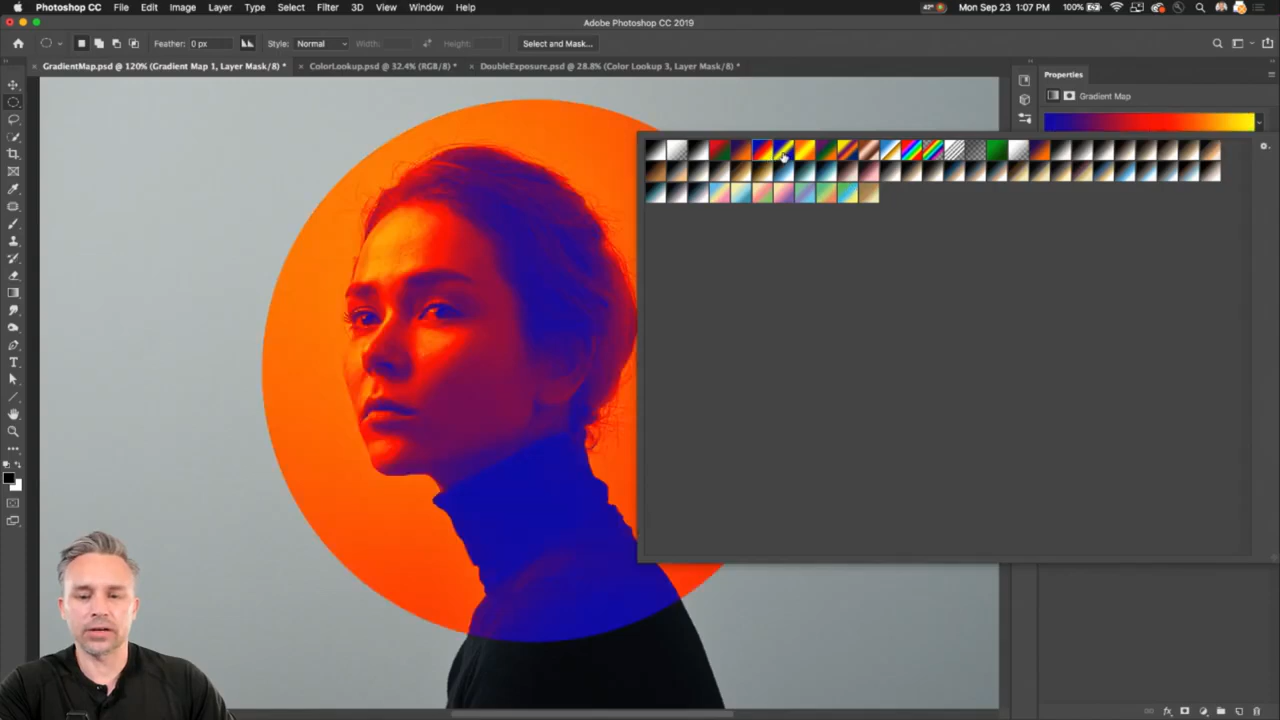 Photoshop CC File Edit Image Layer Type Select Filter 3D View Window Help 47° 100% Mon Sep 23 1:07 PM
Adobe Photoshop CC 2019
Feather: 0 px Style: Normal Width: Height: Select and Mask...
GradientMap.psd @ 120% (Gradient Map 1, Layer Mask/8) * ColorLookup.psd @ 32.4% (RGB/8) * DoubleExposure.psd @ 28.8% (Color Lookup 3, Layer Mask/8) *
Properties
Gradient Map